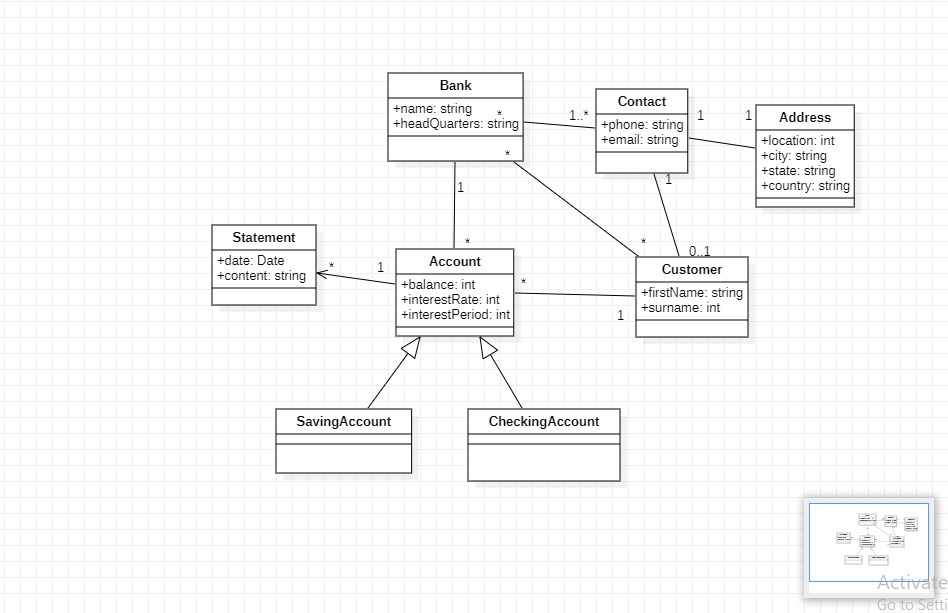 Bank
+name: string
+headQuarters: string
*
*
1
*
1..*
Contact
+phone: string
+email: string
1
1
1
Address
+location: int
+city: string
+state: string
+country: string
Statement
+date: Date
+content: string
*
1
Account
+balance: int
+interestRate: int
+interestPeriod: int
*
1
*
0..1
Customer
+firstName: string
+surname: int
SavingAccount
CheckingAccount
Activate
Go to Setti